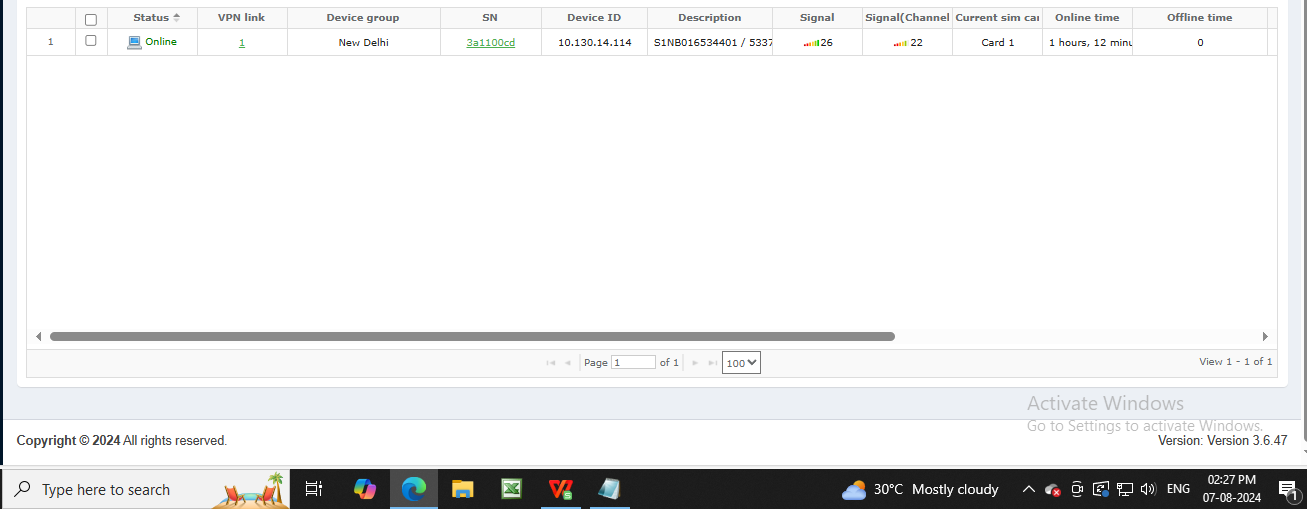 Status VPN link Device group SN Device ID Description Signal Signal(Channel Current sim car Online time Offline time
1 Online 1 New Delhi 3a1100cd 10.130.14.114 S1NB016534401 / 5337 26 22 Card 1 1 hours, 12 minu 0
Page 1 of 1 100 View 1 - 1 of 1
Activate Windows
Go to Settings to activate Windows.
Copyright © 2024 All rights reserved. Version: Version 3.6.47
Type here to search 30°C Mostly cloudy ENG 02:27 PM
07-08-2024 1